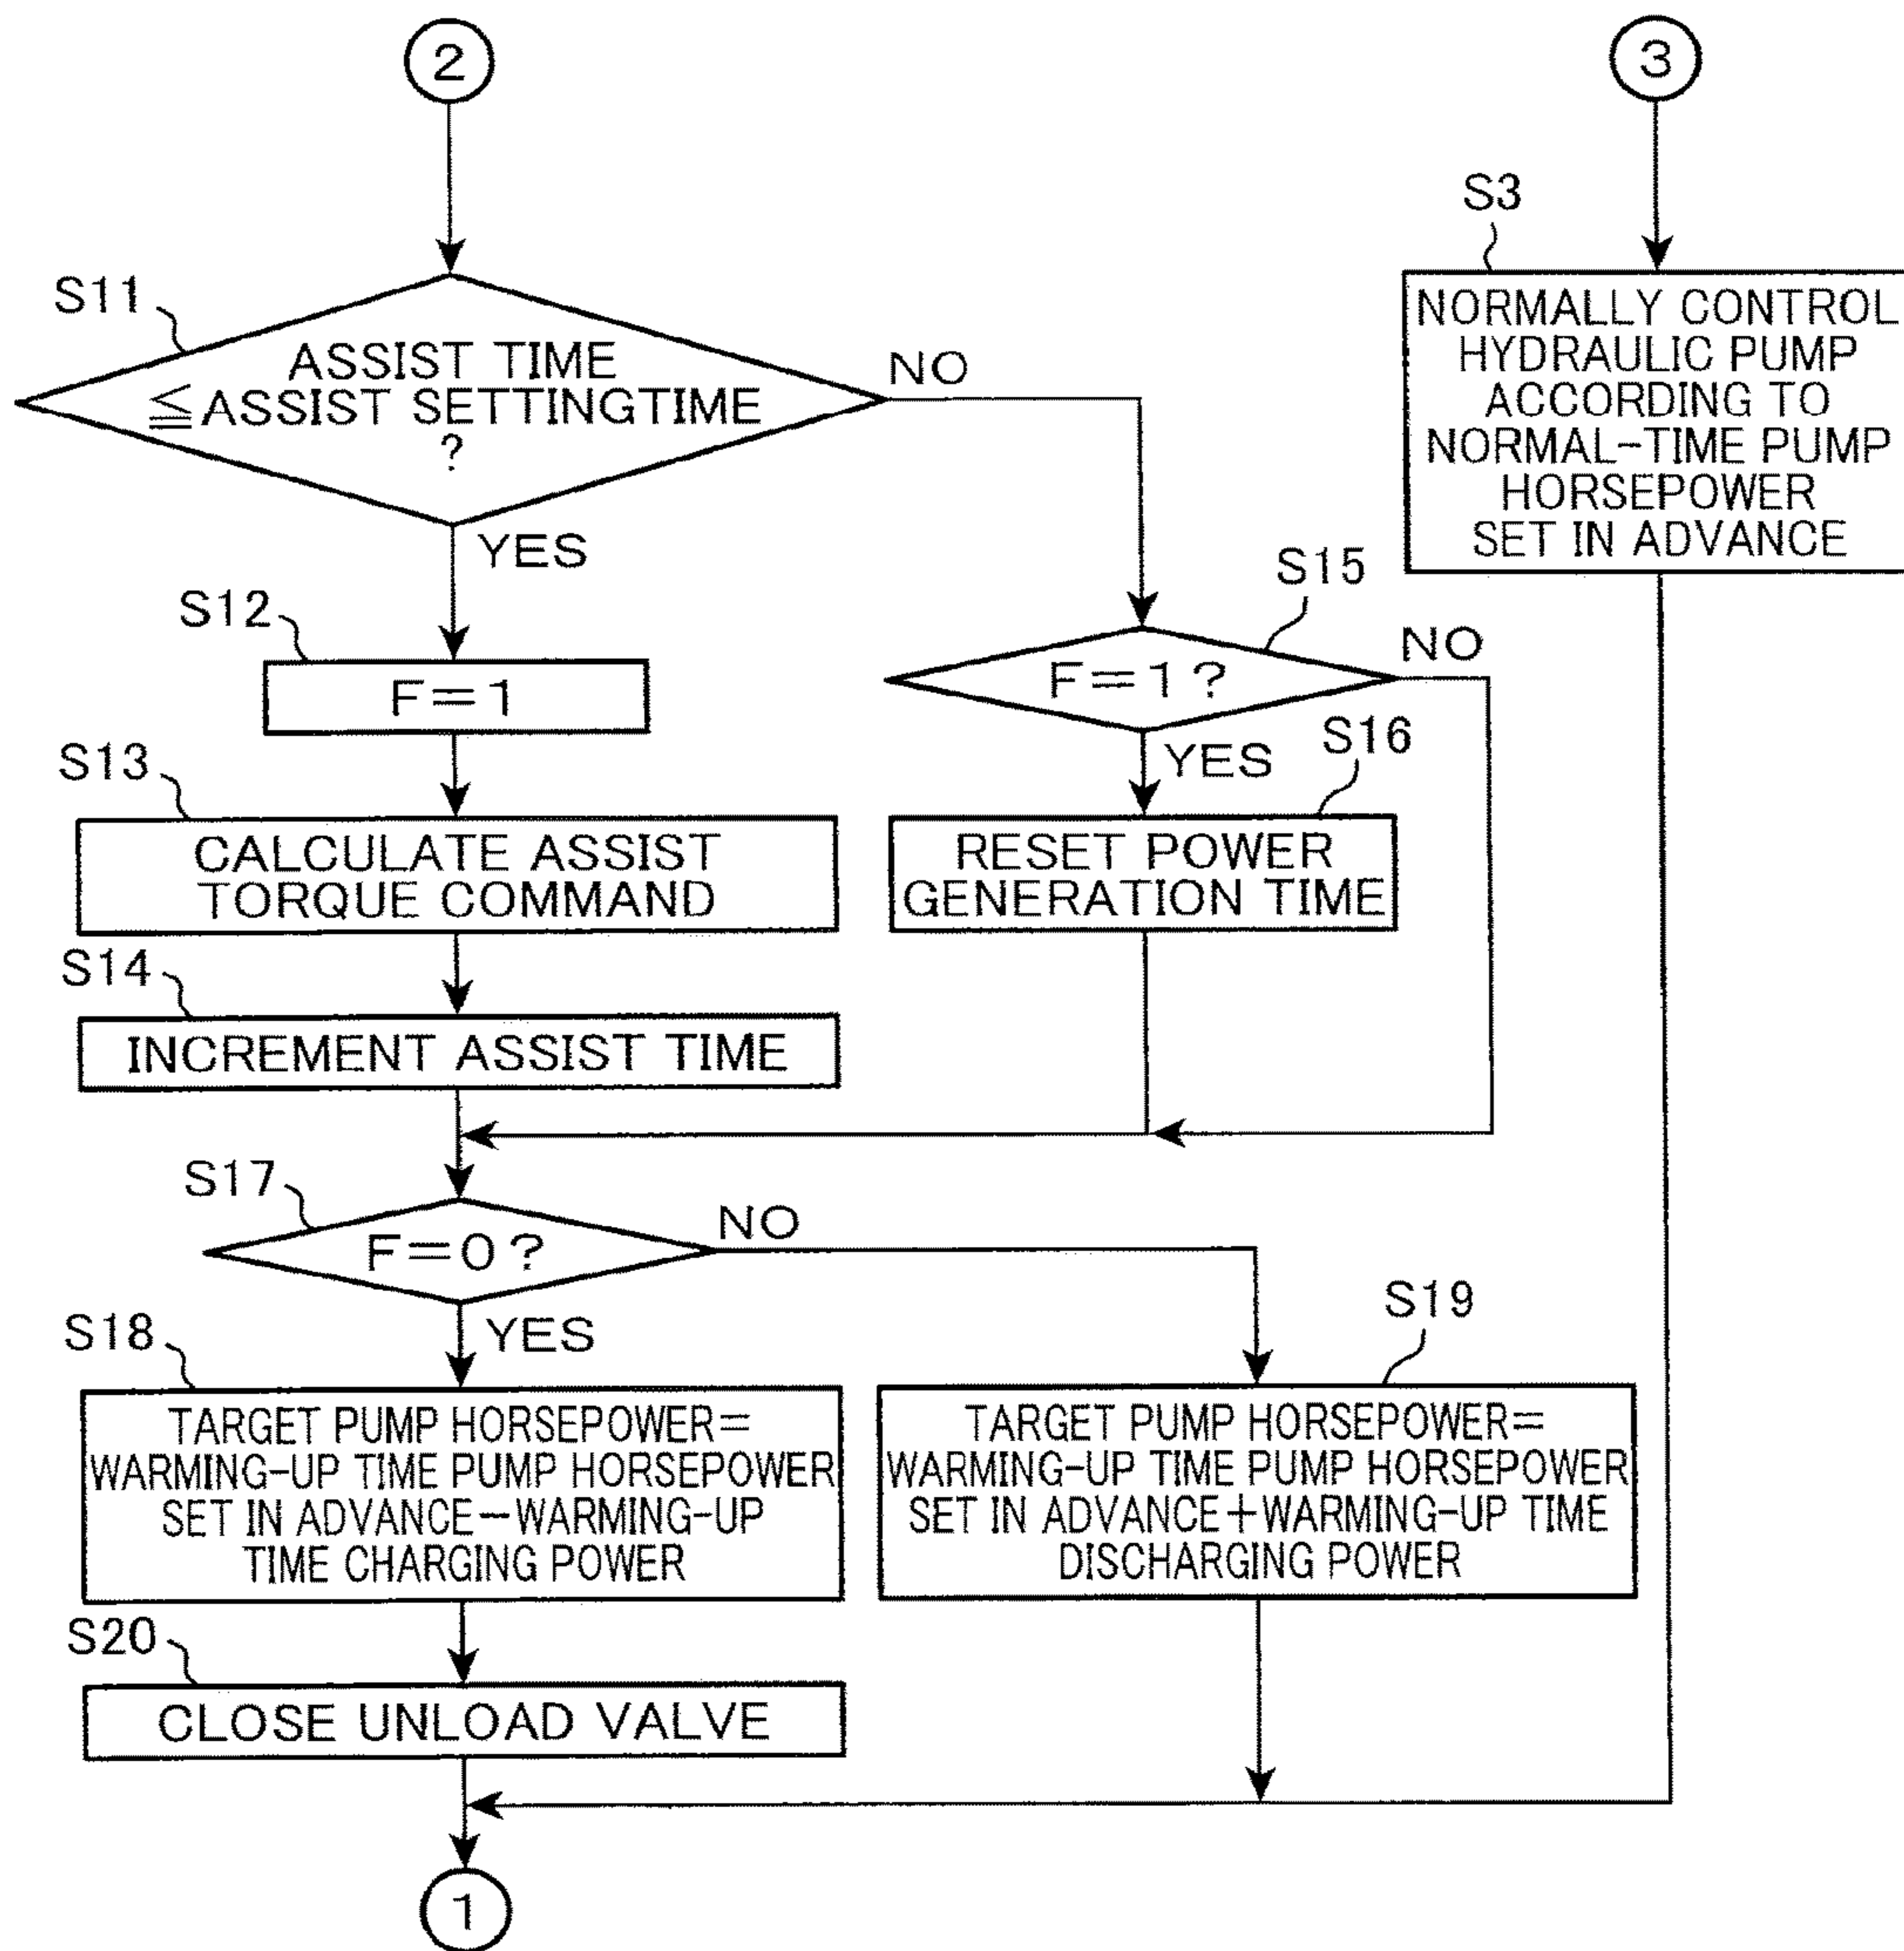 2
3
S3
NORMALLY CONTROL
HYDRAULIC PUMP
ACCORDING TO
NORMAL-TIME PUMP
HORSEPOWER
SET IN ADVANCE
S11
ASSIST TIME
≦ASSIST SETTINGTIME
?
NO
YES
S12
F=1
S15
F=1?
NO
YES
S13
CALCULATE ASSIST
TORQUE COMMAND
S16
RESET POWER
GENERATION TIME
S14
INCREMENT ASSIST TIME
S17
F=0?
NO
YES
S18
TARGET PUMP HORSEPOWER=
WARMING-UP TIME PUMP HORSEPOWER
SET IN ADVANCE-WARMING-UP
TIME CHARGING POWER
S19
TARGET PUMP HORSEPOWER=
WARMING-UP TIME PUMP HORSEPOWER
SET IN ADVANCE+WARMING-UP TIME
DISCHARGING POWER
S20
CLOSE UNLOAD VALVE
1